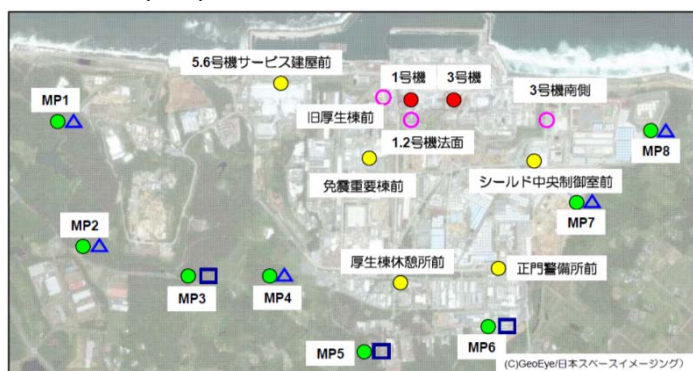 5.6号機サービス建屋前
1号機
3号機
MP1
旧厚生棟前
3号機南側
1.2号機法面
MP8
免震重要棟前
シールド中央制御室前
MP7
MP2
厚生棟休憩所前
正門警備所前
MP3
MP4
MP6
MP5
(C)GeoEye/日本スペースイメージング)